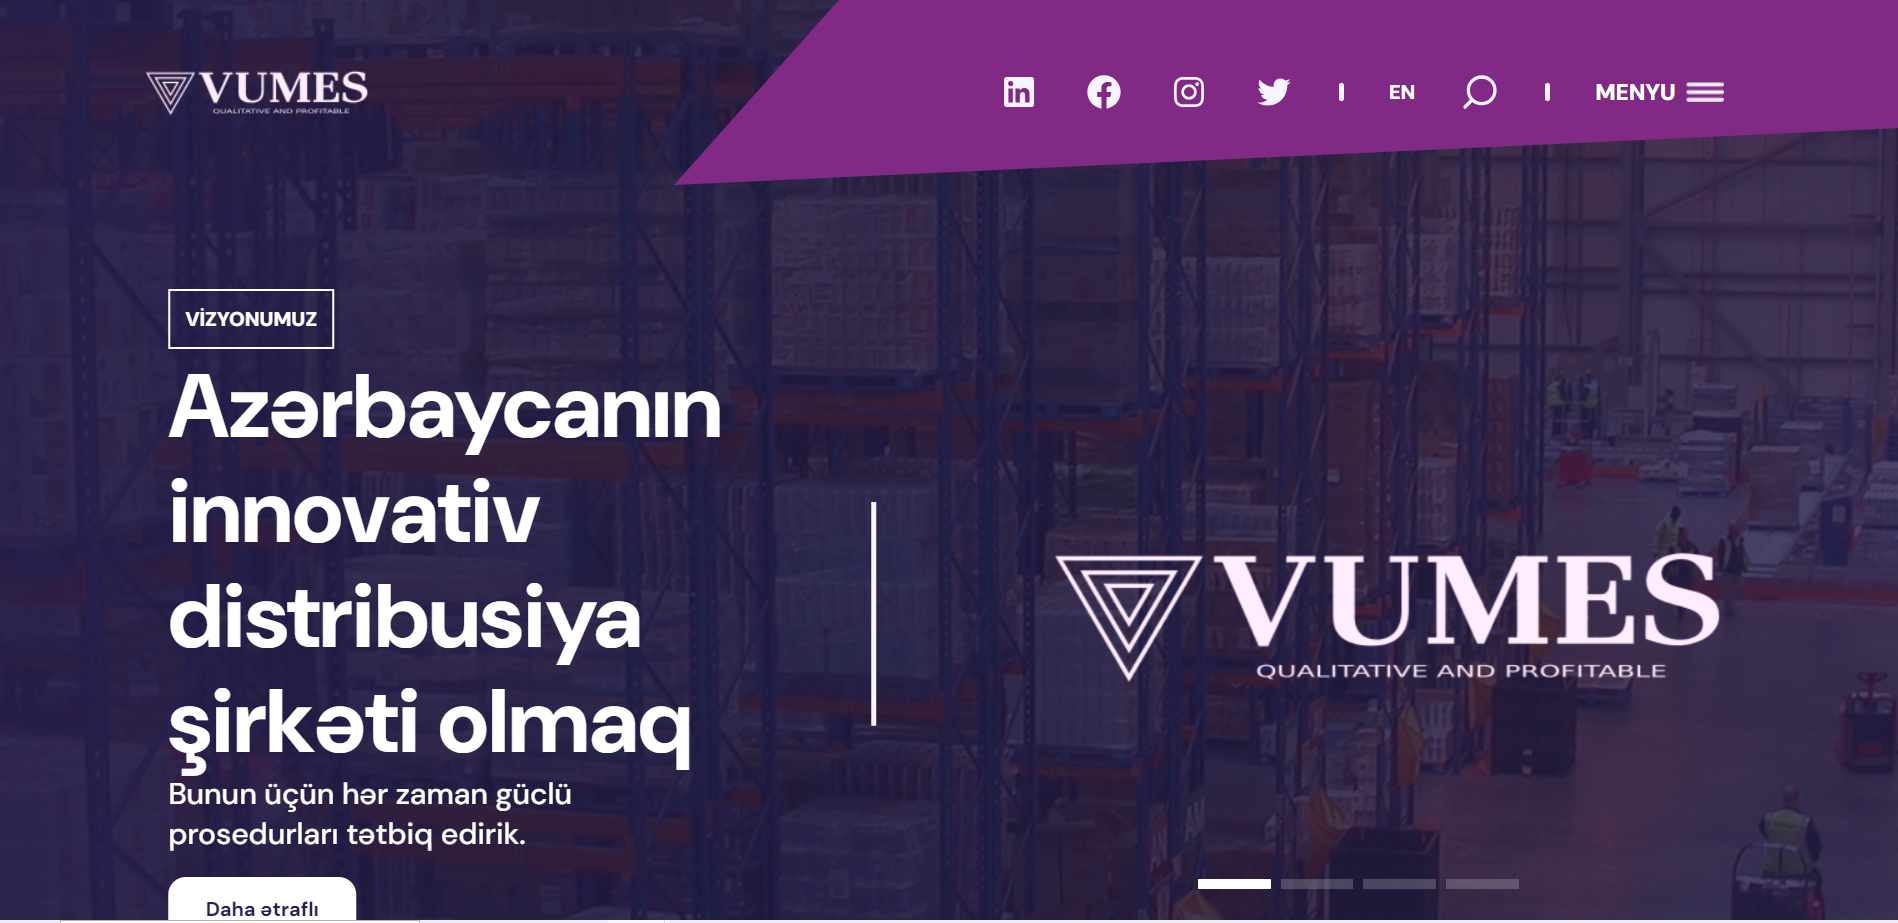 VUMES
QUALITATIVE AND PROFITABLE
EN
MENYU
VİZYONUMUZ
Azərbaycanın
innovativ
distribusiya
şirkəti olmaq
Bunun üçün hər zaman güclü
prosedurları tətbiq edirik.
Daha ətraflı
VUMES
QUALITATIVE AND PROFITABLE